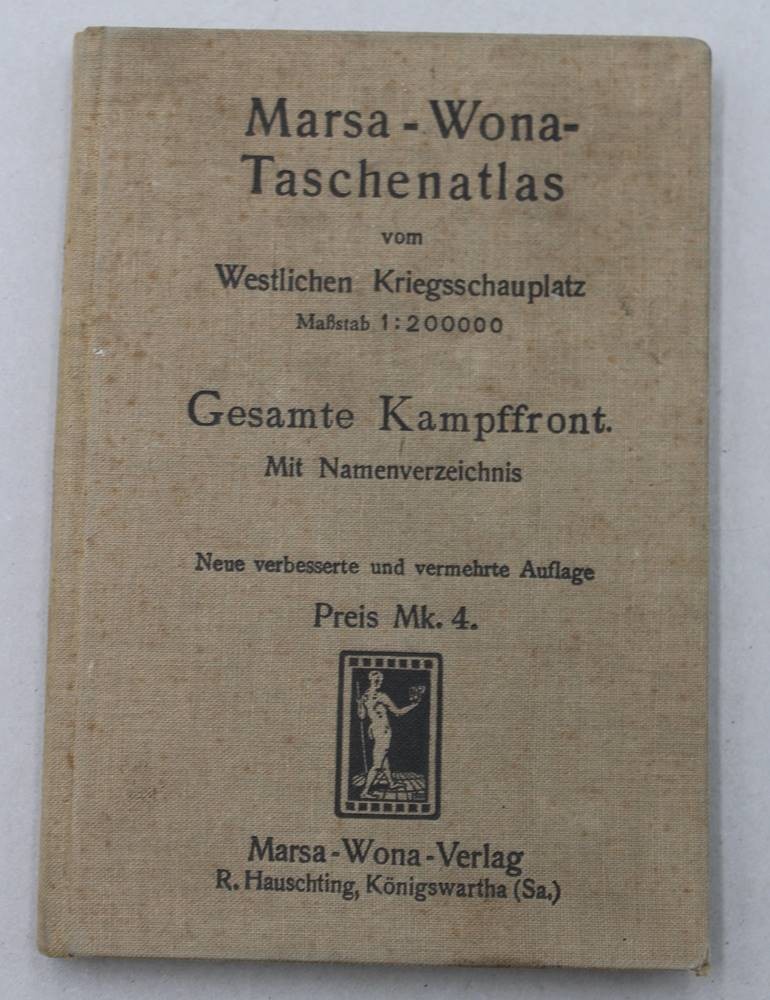 Marsa-Wona-
Taschenatlas
vom
Westlichen Kriegsschauplatz
Maßstab 1:200000
Gesamte Kampffront.
Mit Namenverzeichnis
Neue verbesserte und vermehrte Auflage
Preis Mk. 4.
Marsa-Wona-Verlag
R. Hauschting, Königswartha (Sa.)